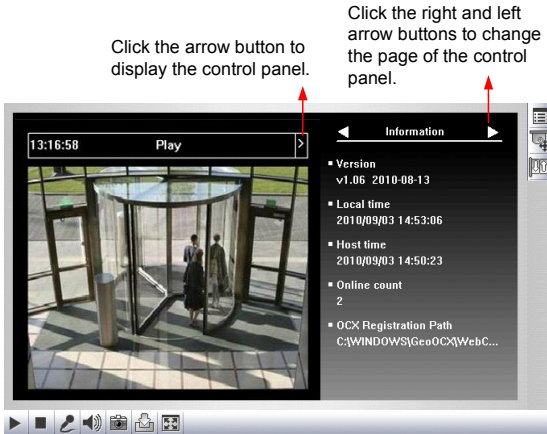 Click the arrow button to
display the control panel.
Click the right and left
arrow buttons to change
the page of the control
panel.
13:16:58 Play >
Information
Version
v1.06 2010-08-13
Local time
2010/09/03 14:53:06
Host time
2010/09/03 14:50:23
Online count
2
OCX Registration Path
C:\WINDOWS\GeoOCX\WebC...